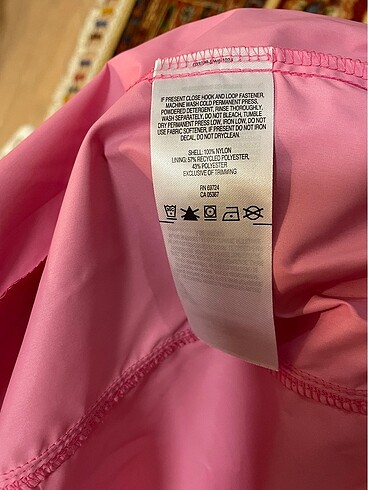 IF PRESENT CLOSE HOOK AND LOOP FASTENER,
MACHINE WASH COLD PERMANENT PRESS,
POWDERED DETERGENT, RINSE THOROUGHLY,
WASH SEPARATELY, DO NOT BLEACH, TUMBLE
DRY PERMANENT PRESS LOW, IRON LOW, DO NOT
USE FABRIC SOFTENER, IF PRESENT DO NOT IRON
DECAL, DO NOT DRYCLEAN.
SHELL: 100% NYLON
LINING: 57% RECYCLED POLYESTER,
43% POLYESTER
EXCLUSIVE OF TRIMMING
RN 69724
CA 05367